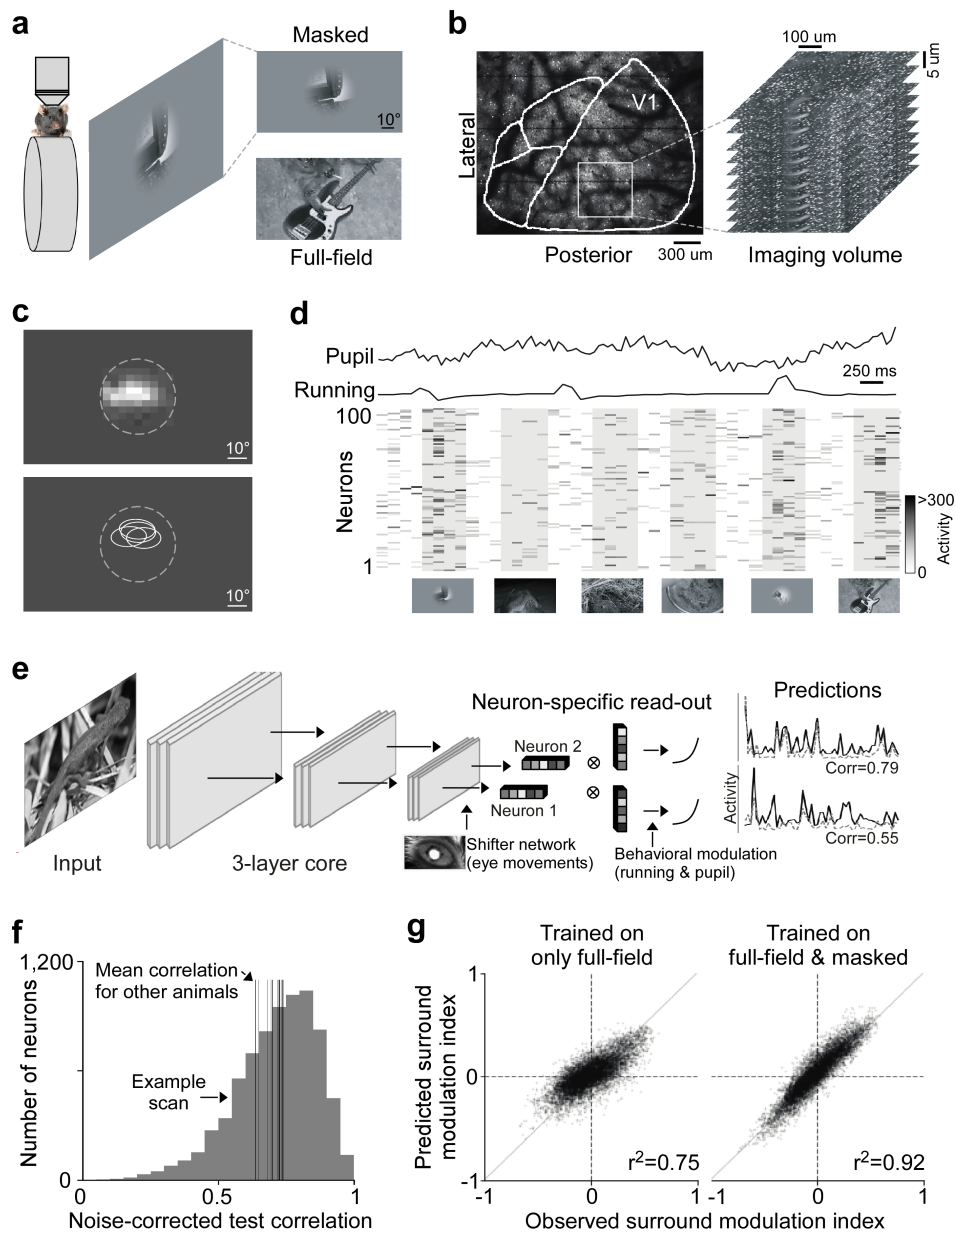 a
Masked
10°
Full-field
b
Lateral
V1
Posterior
300 um
100 um
5 um
Imaging volume
c
10°
10°
d
Pupil
Running
250 ms
100
Neurons
1
>300
Activity
0
e
Input
3-layer core
Neuron-specific read-out
Neuron 2
Neuron 1
Shifter network
(eye movements)
Behavioral modulation
(running & pupil)
Predictions
Activity
Corr=0.79
Corr=0.55
f
1,200
Number of neurons
0
Mean correlation
for other animals
Example
scan
0
0.5
1
Noise-corrected test correlation
g
Trained on
only full-field
Trained on
full-field & masked
Predicted surround
modulation index
1
0
-1
r²=0.75
r²=0.92
-1
0
1
-1
0
1
Observed surround modulation index